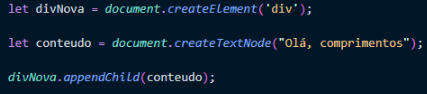 let divNova = document.createElement('div');
let conteudo = document.createTextNode("Olá, comprimentos");
divNova.appendChild(conteudo);